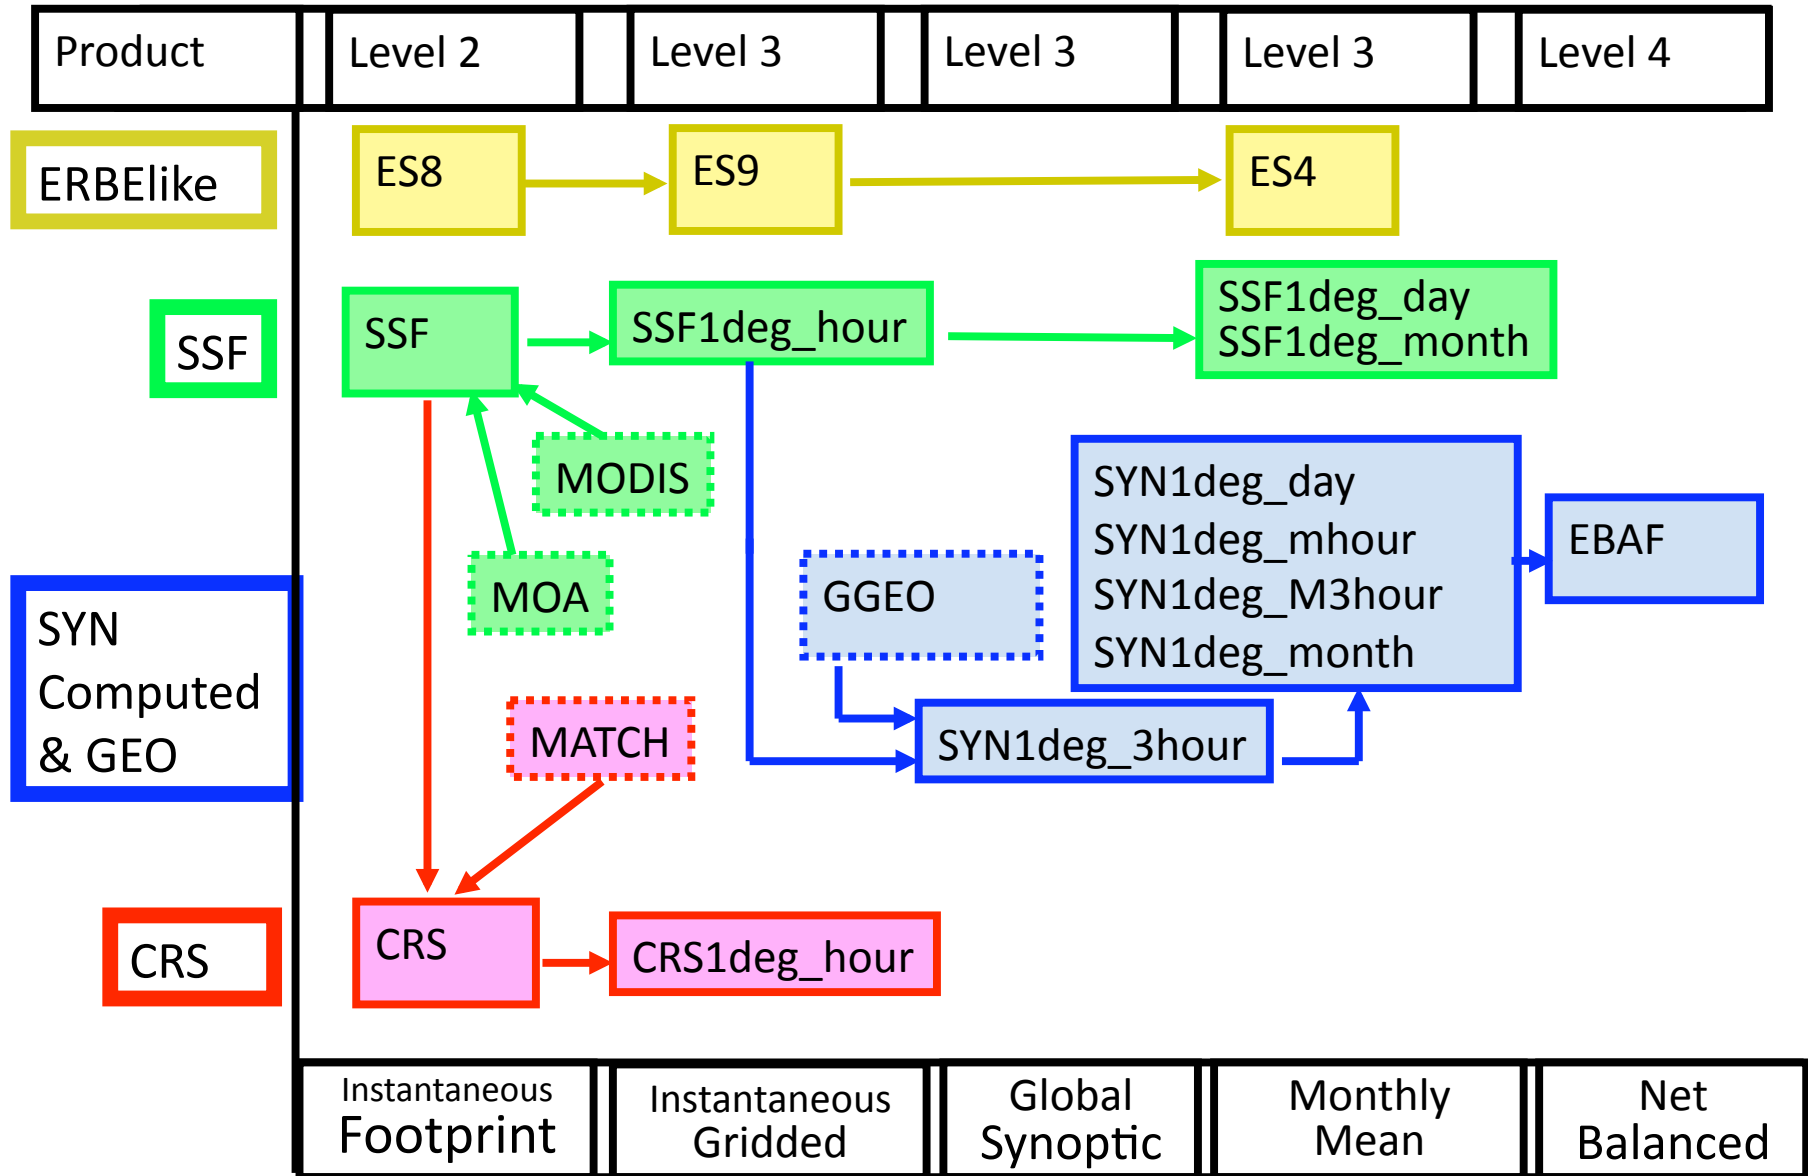 Product
Level 2
Level 3
Level 3
Level 3
Level 4
ERBElike
ES8
ES9
ES4
SSF
SSF
SSF1deg_hour
SSF1deg_day
SSF1deg_month
MODIS
MOA
SYN
Computed
& GEO
GGEO
SYN1deg_day
SYN1deg_mhour
SYN1deg_M3hour
SYN1deg_month
EBAF
MATCH
SYN1deg_3hour
CRS
CRS
CRS1deg_hour
Instantaneous
Footprint
Instantaneous
Gridded
Global
Synoptic
Monthly
Mean
Net
Balanced